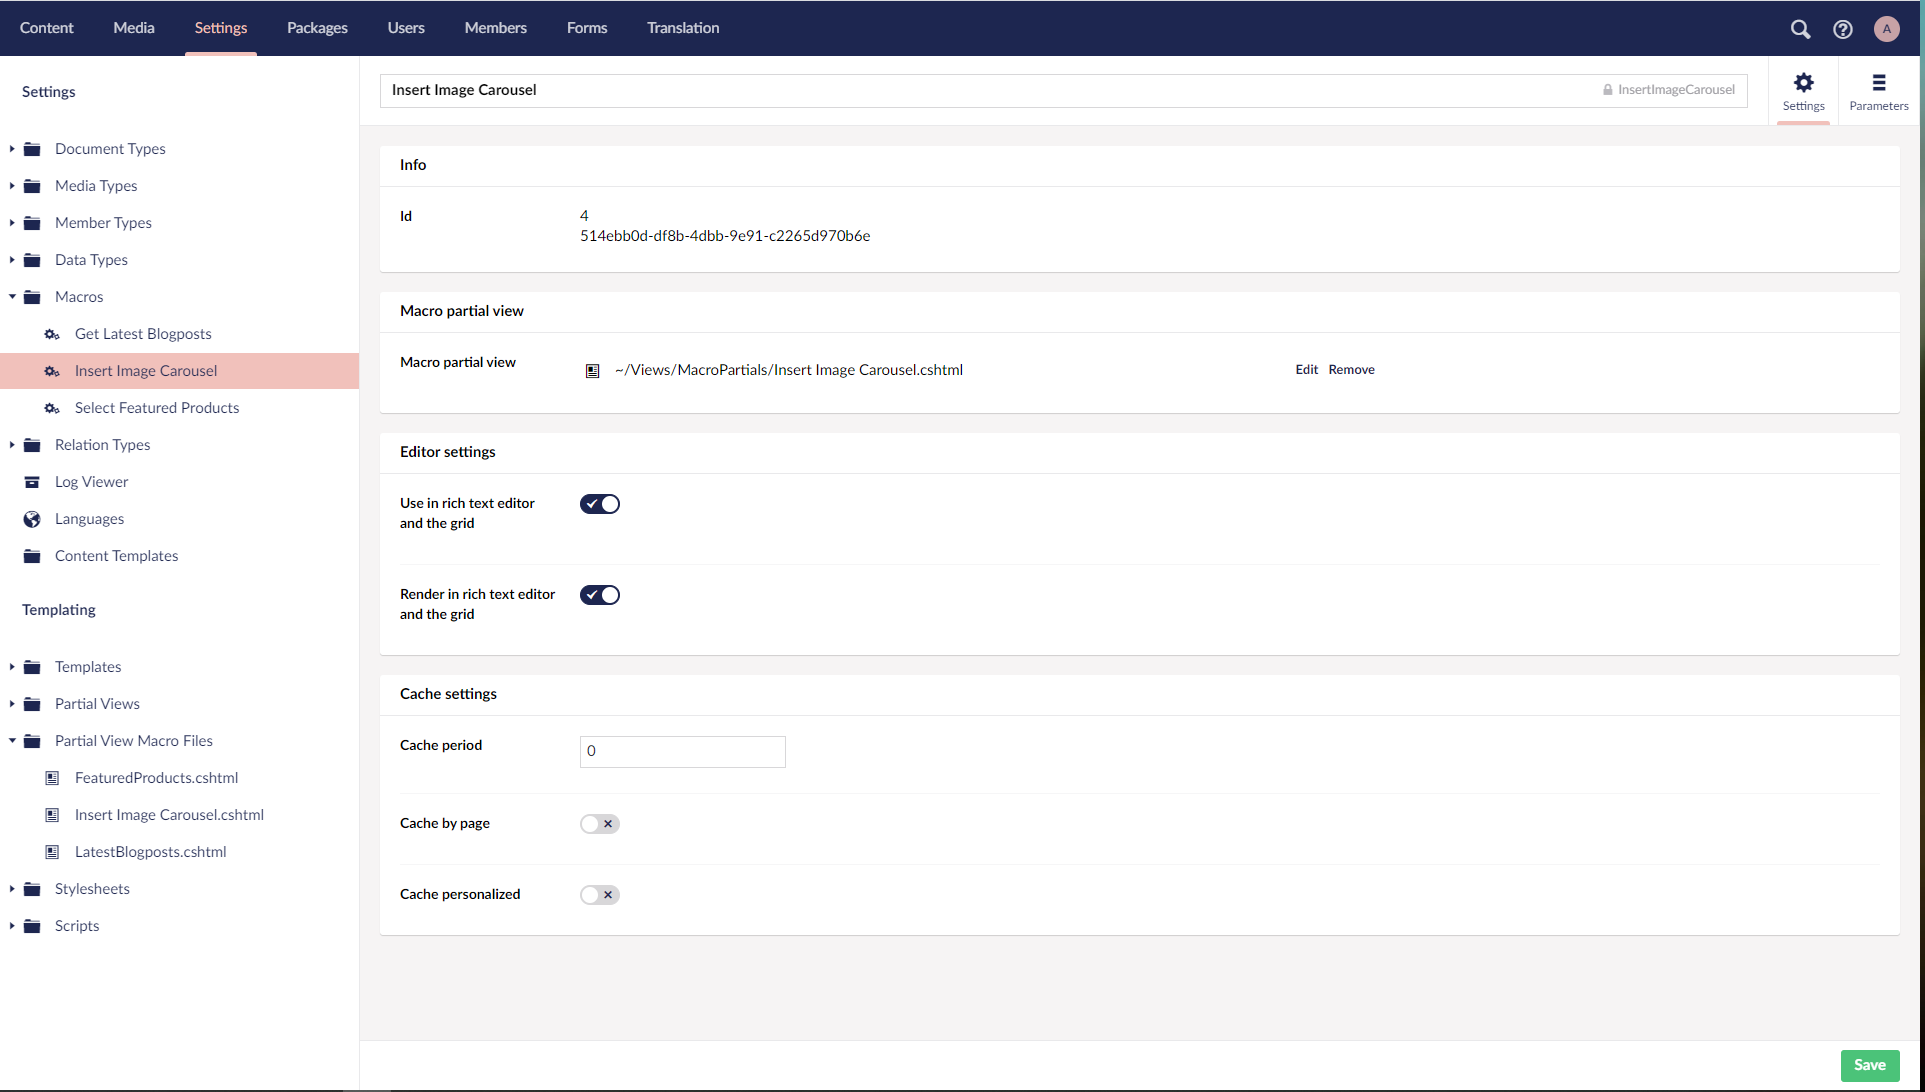 Content Media Settings Packages Users Members Forms Translation
A
Settings
Document Types
Media Types
Member Types
Data Types
Macros
Get Latest Blogposts
Insert Image Carousel
Select Featured Products
Relation Types
Log Viewer
Languages
Content Templates
Templating
Templates
Partial Views
Partial View Macro Files
FeaturedProducts.cshtml
Insert Image Carousel.cshtml
LatestBlogposts.cshtml
Stylesheets
Scripts
Insert Image Carousel InsertImageCarousel
Settings Parameters
Info
Id 4
514ebb0d-df8b-4dbb-9e91-c2265d970b6e
Macro partial view
Macro partial view ~/Views/MacroPartials/Insert Image Carousel.cshtml Edit Remove
Editor settings
Use in rich text editor
and the grid
Render in rich text editor
and the grid
Cache settings
Cache period 0
Cache by page
Cache personalized
Save